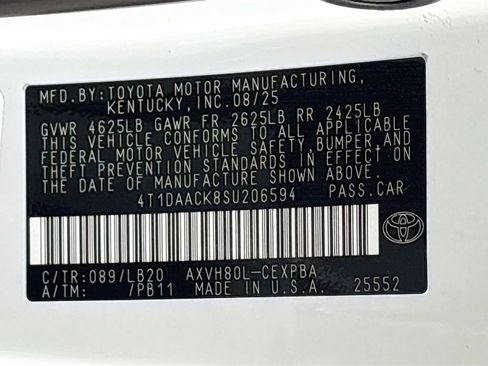 MFD.BY:TOYOTA MOTOR MANUFACTURING,
KENTUCKY, INC.08/25
GVWR 4625LB GAWR FR 2625LB RR 2425LB
THIS VEHICLE CONFORMS TO ALL APPLICABLE
FEDERAL MOTOR VEHICLE SAFETY,BUMPER, AND
THEFT PREVENTION STANDARDS IN EFFECT ON
THE DATE OF MANUFACTURE SHOWN ABOVE.
4T1DAACK8SU206594 PASS.CAR
C/TR:089/LB20 AXVH80L-CEXPBA
A/TM: /PB11 MADE IN U.S.A. 25552